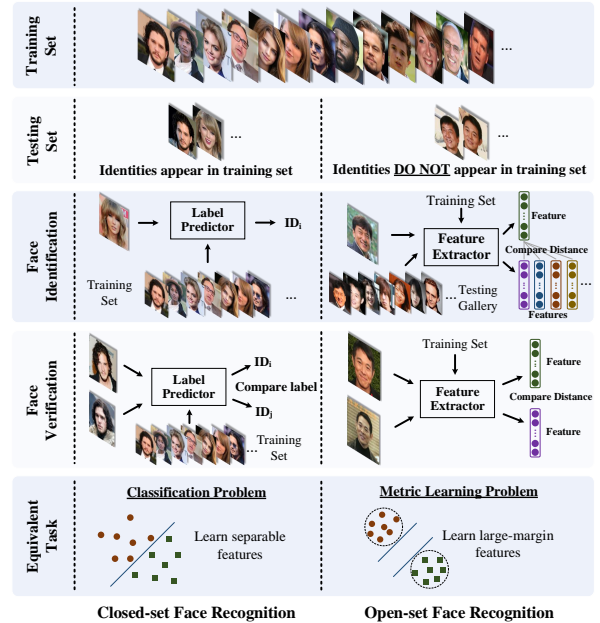 Training
Set
...
Testing
Set
...
Identities appear in training set
...
Identities DO NOT appear in training set
Face
Identification
Label
Predictor
IDi
Training
Set
...
Training Set
Feature
Extractor
Feature
Compare Distance
...
Testing
Gallery
...
Features
Face
Verification
Label
Predictor
IDi
Compare label
IDj
...
Training
Set
Training Set
Feature
Extractor
Feature
Compare Distance
Feature
Equivalent
Task
Classification Problem
Learn separable
features
Metric Learning Problem
Learn large-margin
features
Closed-set Face Recognition
Open-set Face Recognition